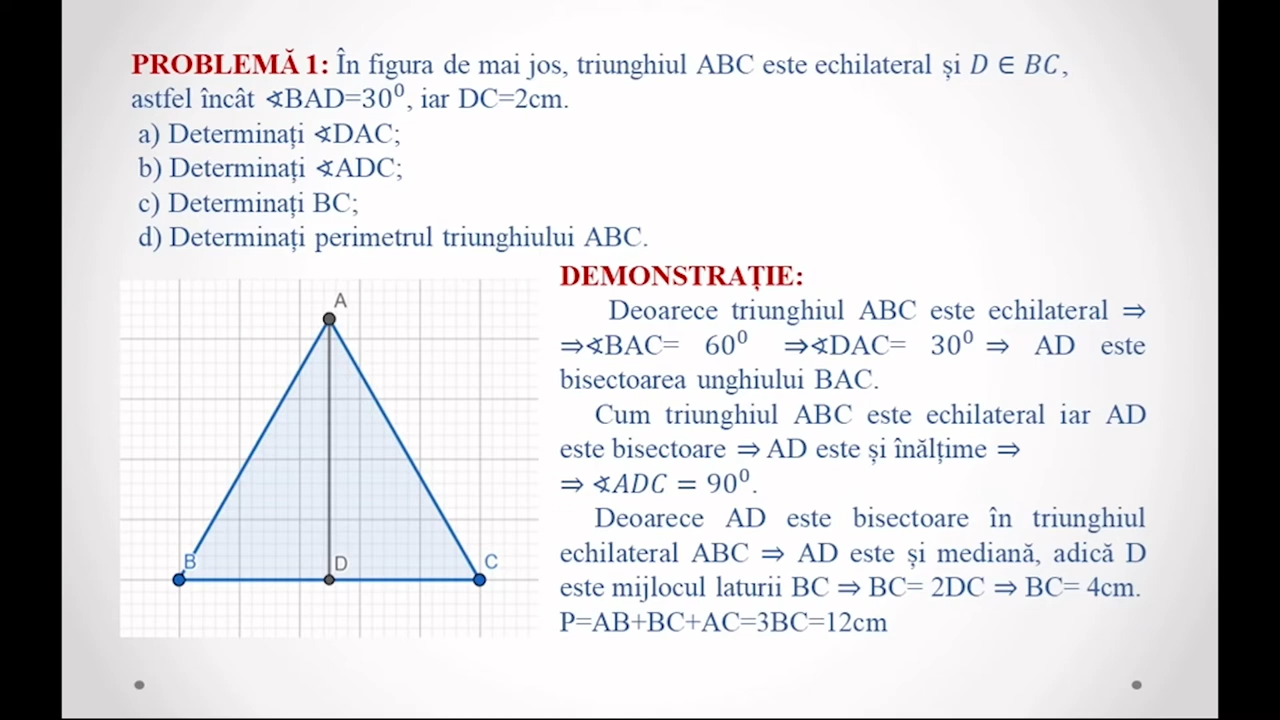 PROBLEMĂ 1: În figura de mai jos, triunghiul ABC este echilateral și D ∈ BC,
astfel încât ∢BAD=30⁰, iar DC=2cm.
a) Determinați ∢DAC;
b) Determinați ∢ADC;
c) Determinați BC;
d) Determinați perimetrul triunghiului ABC.
A
B
D
C
DEMONSTRAȚIE:
Deoarece triunghiul ABC este echilateral ⇒
⇒∢BAC= 60⁰ ⇒∢DAC= 30⁰ ⇒ AD este
bisectoarea unghiului BAC.
Cum triunghiul ABC este echilateral iar AD
este bisectoare ⇒ AD este și înălțime ⇒
⇒ ∢ADC = 90⁰.
Deoarece AD este bisectoare în triunghiul
echilateral ABC ⇒ AD este și mediană, adică D
este mijlocul laturii BC ⇒ BC= 2DC ⇒ BC= 4cm.
P=AB+BC+AC=3BC=12cm